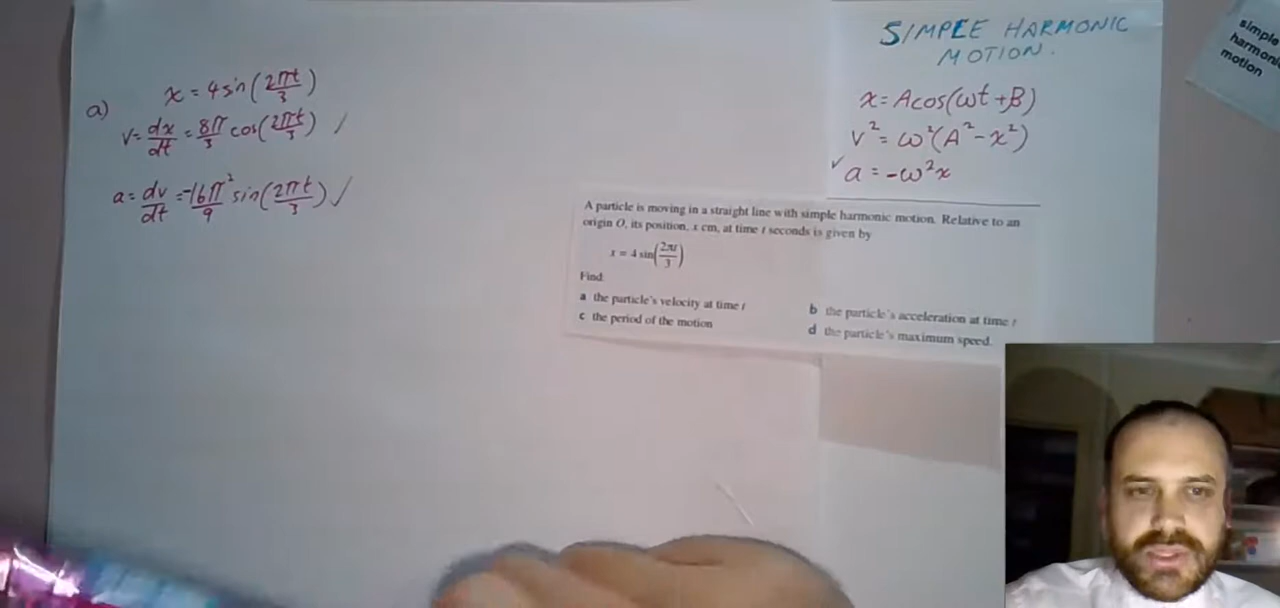 SIMPLE HARMONIC
MOTION.
simple
harmonic
motion
x = Acos(ωt+β)
v² = ω²(A²-x²)
√ a = -ω²x
a) x = 4sin(2πt/3)
v = dx/dt = 8π/3 cos(2πt/3) /
a = dv/dt = -16π²/9 sin(2πt/3) √
A particle is moving in a straight line with simple harmonic motion. Relative to an
origin O, its position, x cm, at time t seconds is given by
x = 4 sin(2πt/3)
Find:
a the particle's velocity at time t
b the particle's acceleration at time t
c the period of the motion
d the particle's maximum speed.